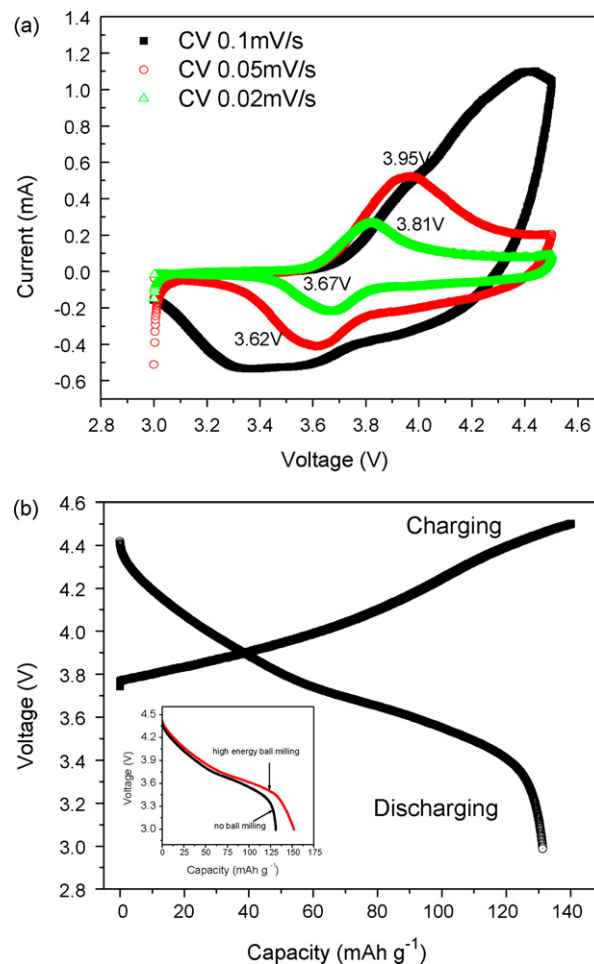 (a)
1.4
1.2
1.0
0.8
0.6
0.4
0.2
0.0
-0.2
-0.4
-0.6
Current (mA)
CV 0.1mV/s
CV 0.05mV/s
CV 0.02mV/s
3.95V
3.81V
3.67V
3.62V
2.8 3.0 3.2 3.4 3.6 3.8 4.0 4.2 4.4 4.6
Voltage (V)
(b)
4.6
4.4
4.2
4.0
3.8
3.6
3.4
3.2
3.0
2.8
Voltage (V)
Charging
Discharging
4.5
4.2
3.9
3.6
3.3
3.0
Voltage (V)
high energy ball milling
no ball milling
0 25 50 75 100 125 150 175
Capacity (mAh g⁻¹)
0 20 40 60 80 100 120 140
Capacity (mAh g⁻¹)